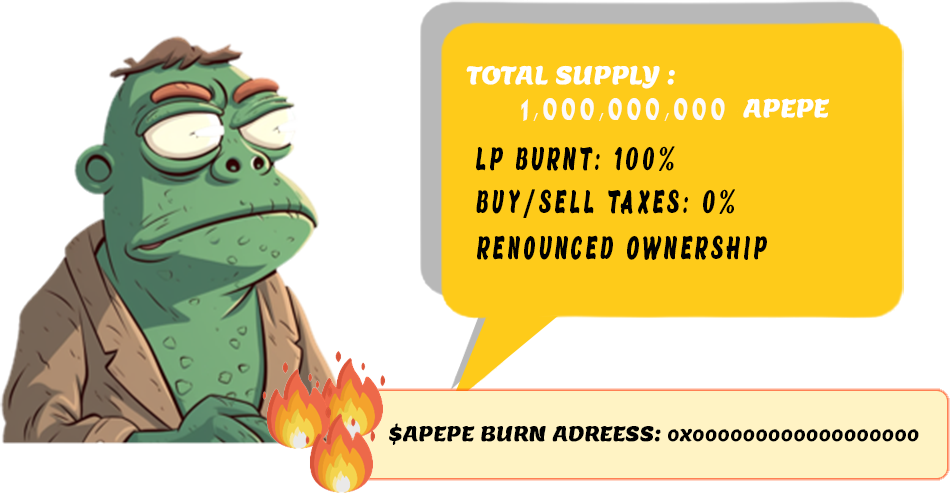 TOTAL SUPPLY :
1,000,000,000 APEPE
LP BURNT: 100%
BUY/SELL TAXES: 0%
RENOUNCED OWNERSHIP
$APEPE BURN ADREESS: 0X000000000000000000